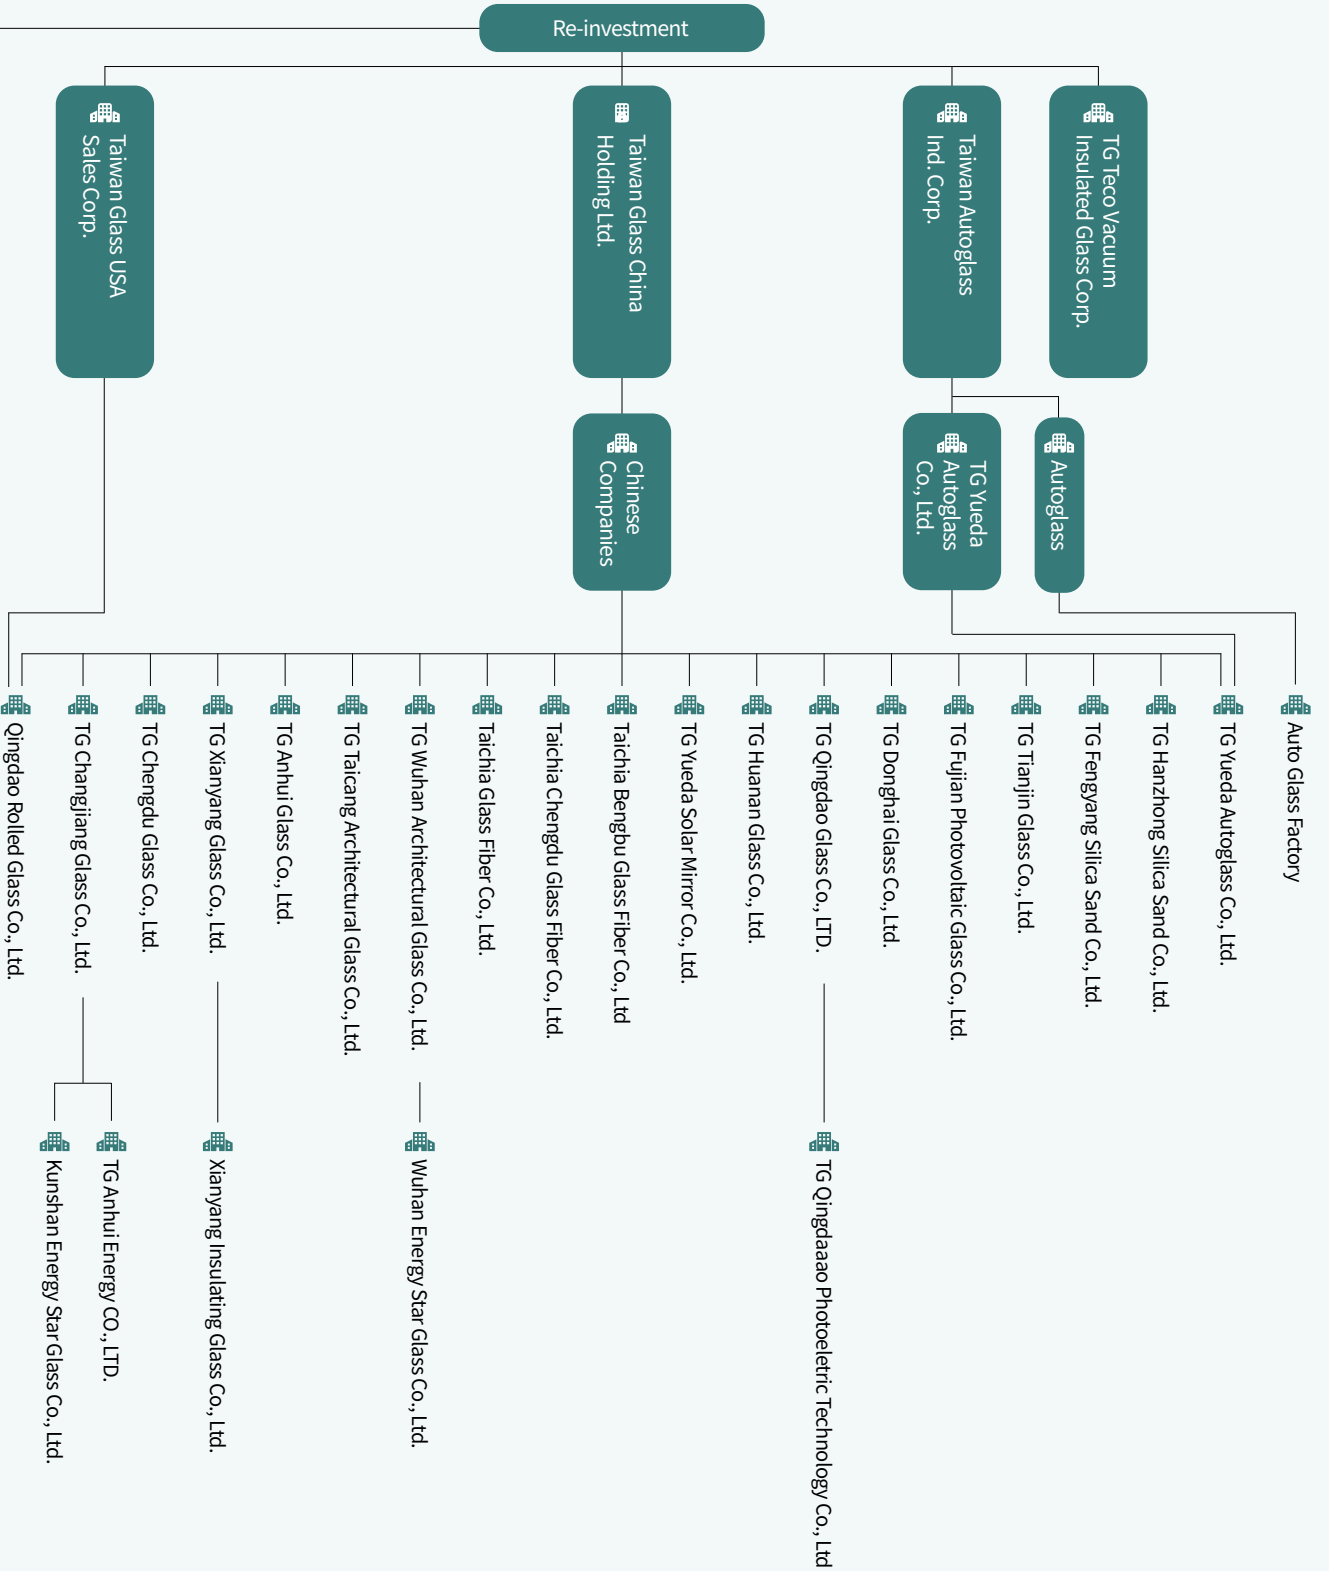 Re-investment
Taiwan Glass USA
Sales Corp.
Taiwan Glass China
Holding Ltd.
Taiwan Autoglass
Ind. Corp.
TG Teco Vacuum
Insulated Glass Corp.
Chinese
Companies
TG Yueda
Autoglass
Co., Ltd.
Autoglass
Qingdao Rolled Glass Co., Ltd.
TG Changjiang Glass Co., Ltd.
TG Chengdu Glass Co., Ltd.
TG Xianyang Glass Co., Ltd.
TG Anhui Glass Co., Ltd.
TG Taicang Architectural Glass Co., Ltd.
TG Wuhan Architectural Glass Co., Ltd.
Taichia Glass Fiber Co., Ltd.
Taichia Chengdu Glass Fiber Co., Ltd.
Taichia Bengbu Glass Fiber Co., Ltd
TG Yueda Solar Mirror Co., Ltd.
TG Huanan Glass Co., Ltd.
TG Qingdao Glass Co., LTD.
TG Donghai Glass Co., Ltd.
TG Fujian Photovoltaic Glass Co., Ltd.
TG Tianjin Glass Co., Ltd.
TG Fengyang Silica Sand Co., Ltd.
TG Hanzhong Silica Sand Co., Ltd.
TG Yueda Autoglass Co., Ltd.
Auto Glass Factory
Kunshan Energy Star Glass Co., Ltd.
TG Anhui Energy CO., LTD.
Xianyang Insulating Glass Co., Ltd.
Wuhan Energy Star Glass Co., Ltd.
TG Qingdaaao Photoeletric Technology Co., Ltd